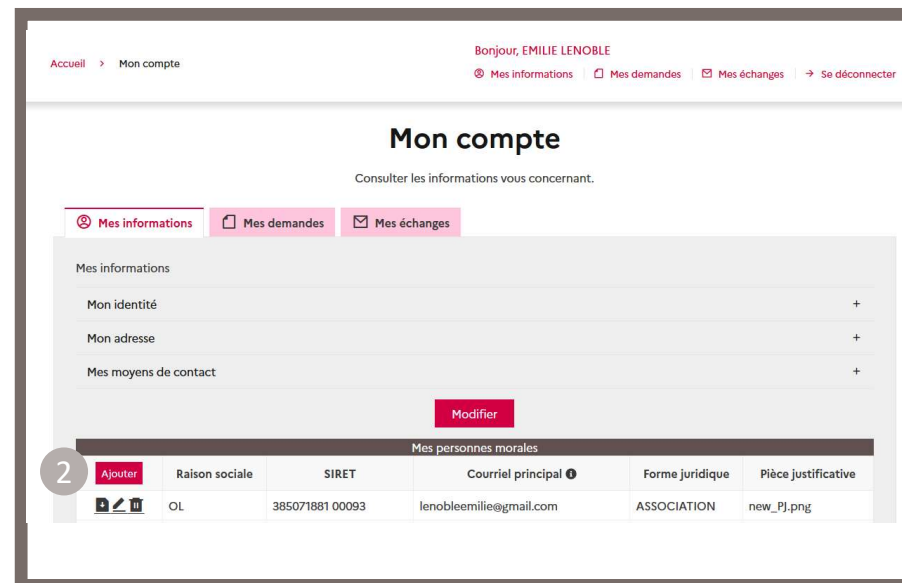 Bonjour, EMILIE LENOBLE
Accueil > Mon compte
Mes informations Mes demandes Mes échanges → Se déconnecter
Mon compte
Consulter les informations vous concernant.
Mes informations Mes demandes Mes échanges
Mes informations
Mon identité +
Mon adresse +
Mes moyens de contact +
Modifier
Mes personnes morales
2 Ajouter Raison sociale SIRET Courriel principal Forme juridique Pièce justificative
OL 385071881 00093 lenobleemilie@gmail.com ASSOCIATION new_PJ.png